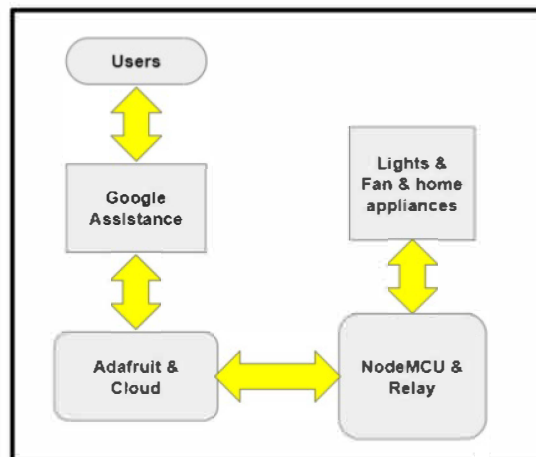 Users
Google
Assistance
Adafruit &
Cloud
Lights &
Fan & home
appliances
NodeMCU &
Relay